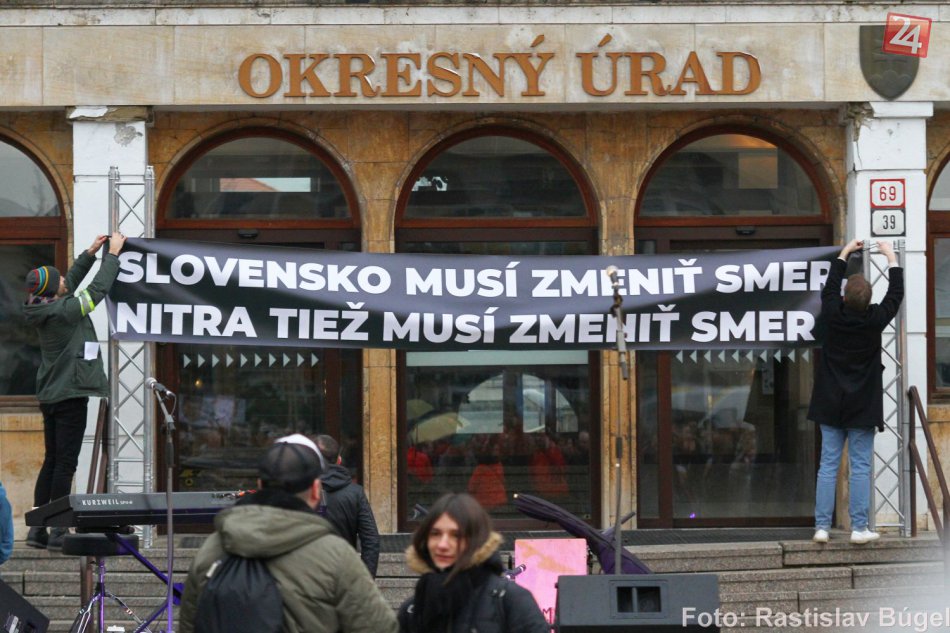 24
OKRESNÝ ÚRAD
69
39
SLOVENSKO MUSÍ ZMENIŤ SMER
NITRA TIEŽ MUSÍ ZMENIŤ SMER
KURZWEIL
Foto: Rastislav Búgel